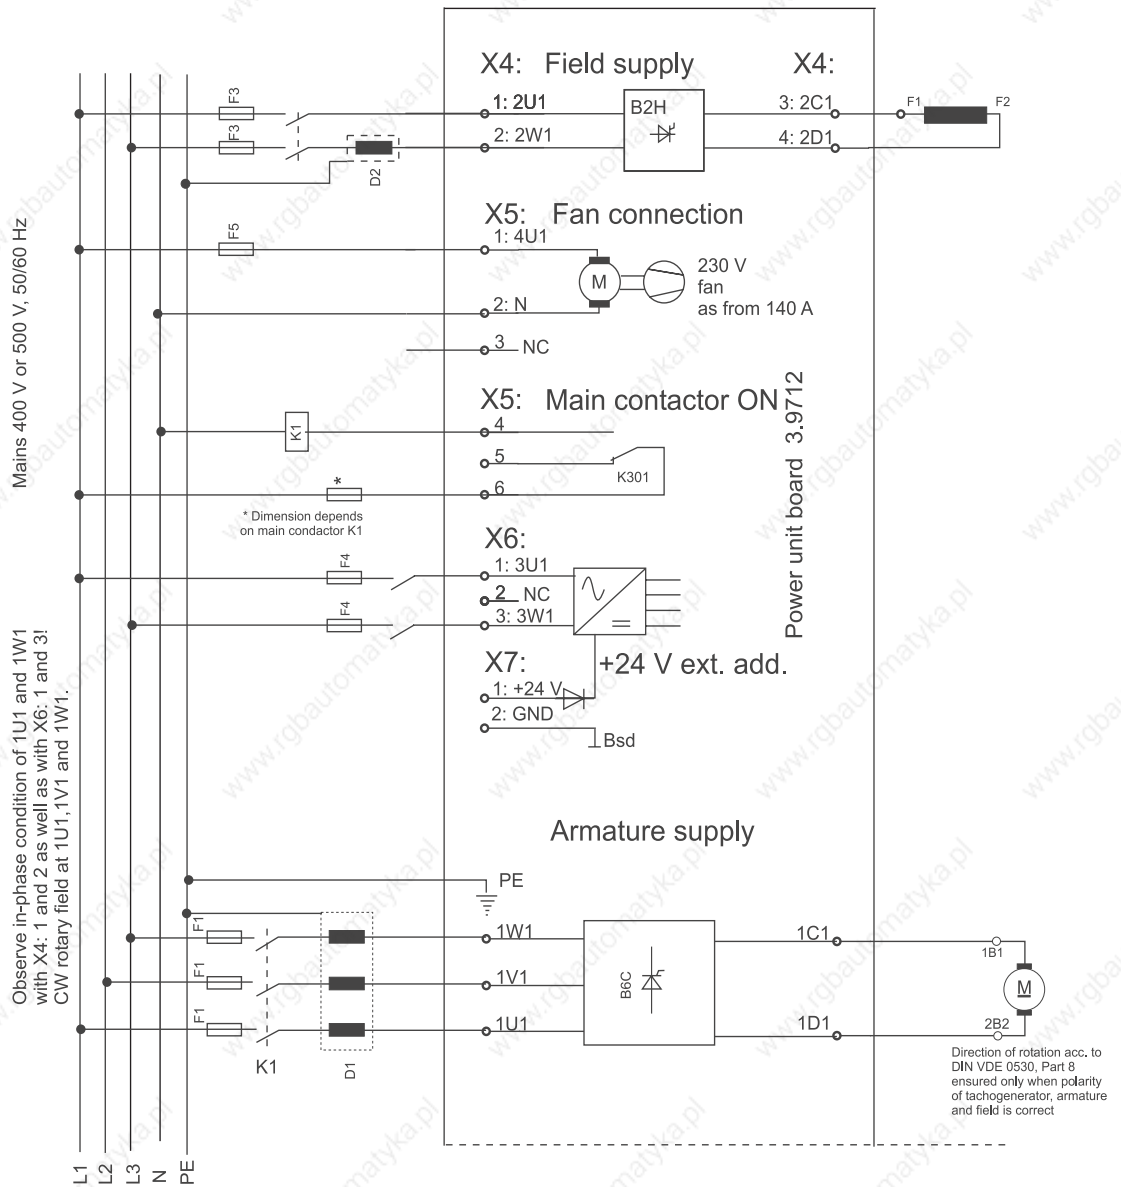 X4: Field supply X4:
F3
1: 2U1
B2H
3: 2C1
F1
F2
F3
2: 2W1
4: 2D1
D2
Mains 400 V or 500 V, 50/60 Hz
X5: Fan connection
F5
1: 4U1
M
230 V
fan
as from 140 A
2: N
3 NC
X5: Main contactor ON
K1
4
5
K301
6
*
* Dimension depends
on main condactor K1
Power unit board 3.9712
X6:
F4
1: 3U1
2 NC
F4
3: 3W1
X7:
+24 V ext. add.
1: +24 V
2: GND
Bsd
Observe in-phase condition of 1U1 and 1W1
with X4: 1 and 2 as well as with X6: 1 and 3!
CW rotary field at 1U1,1V1 and 1W1.
Armature supply
PE
F1
1W1
1C1
1B1
F1
1V1
B6C
M
F1
1U1
1D1
2B2
K1
D1
Direction of rotation acc. to
DIN VDE 0530, Part 8
ensured only when polarity
of tachogenerator, armature
and field is correct
L1
L2
L3
N
PE
www.rgbautomatyka.pl